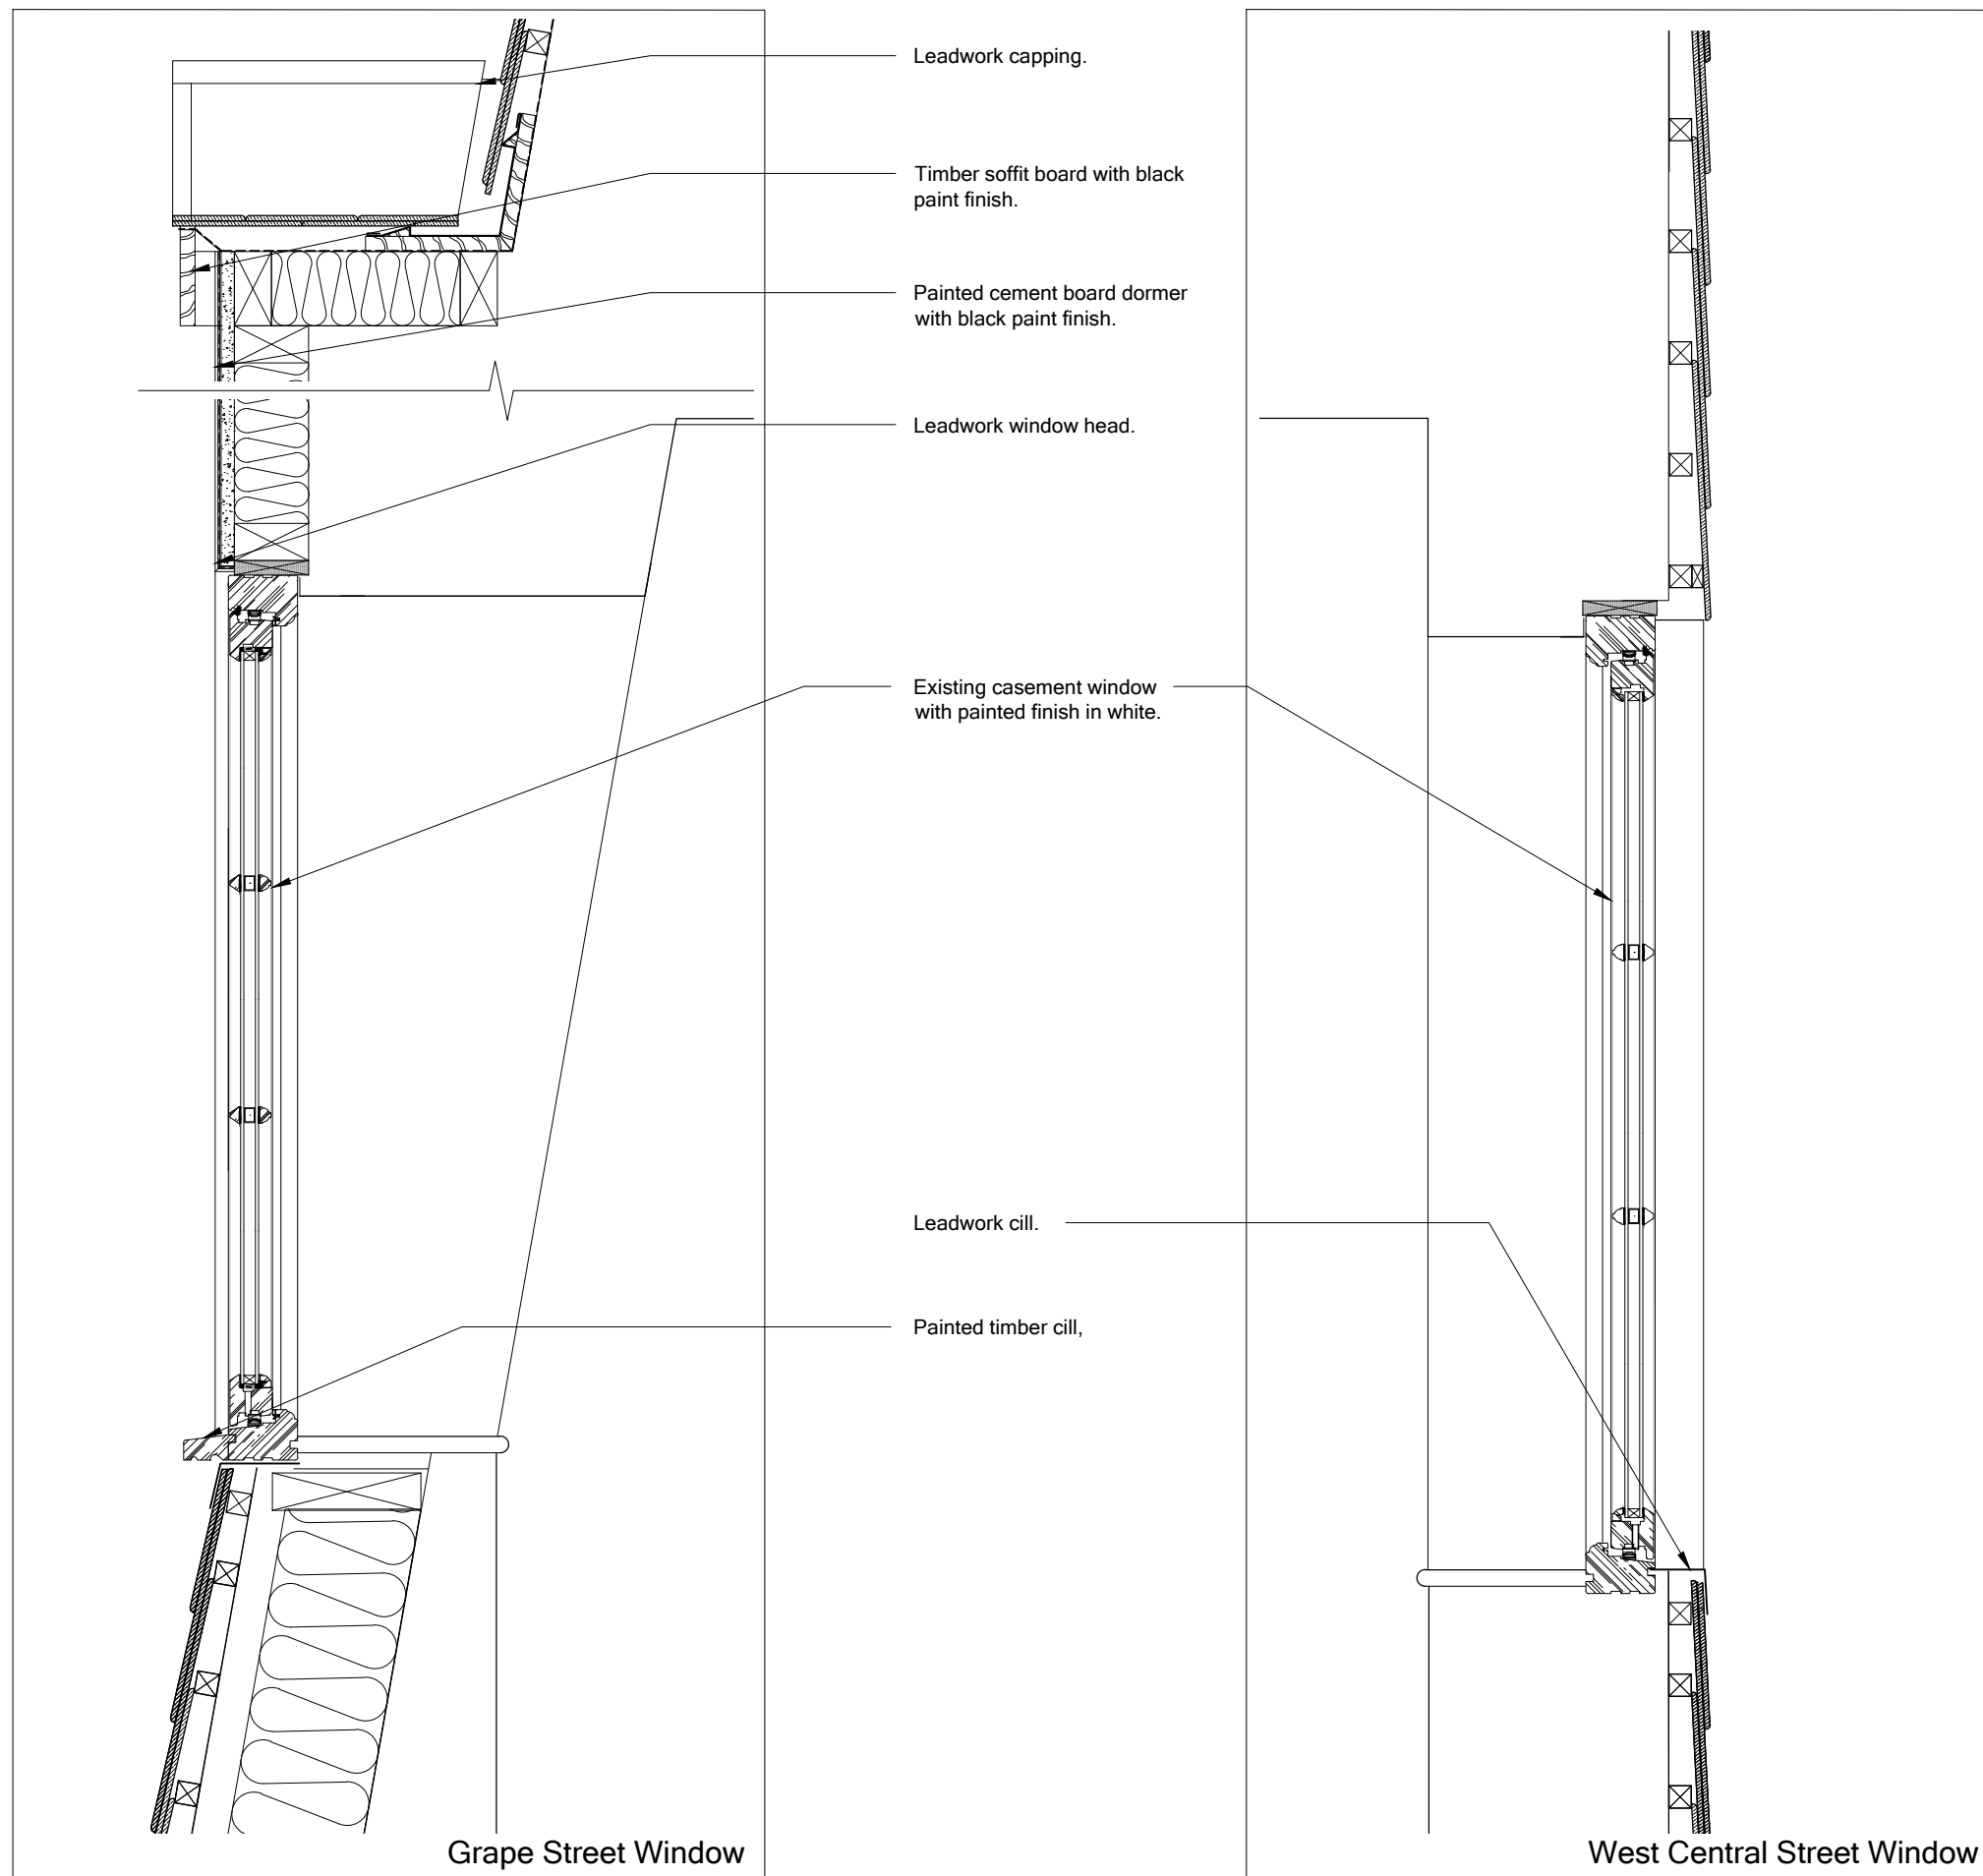 Leadwork capping.
Timber soffit board with black
paint finish.
Painted cement board dormer
with black paint finish.
Leadwork window head.
Existing casement window
with painted finish in white.
Leadwork cill.
Painted timber cill,
Grape Street Window
West Central Street Window